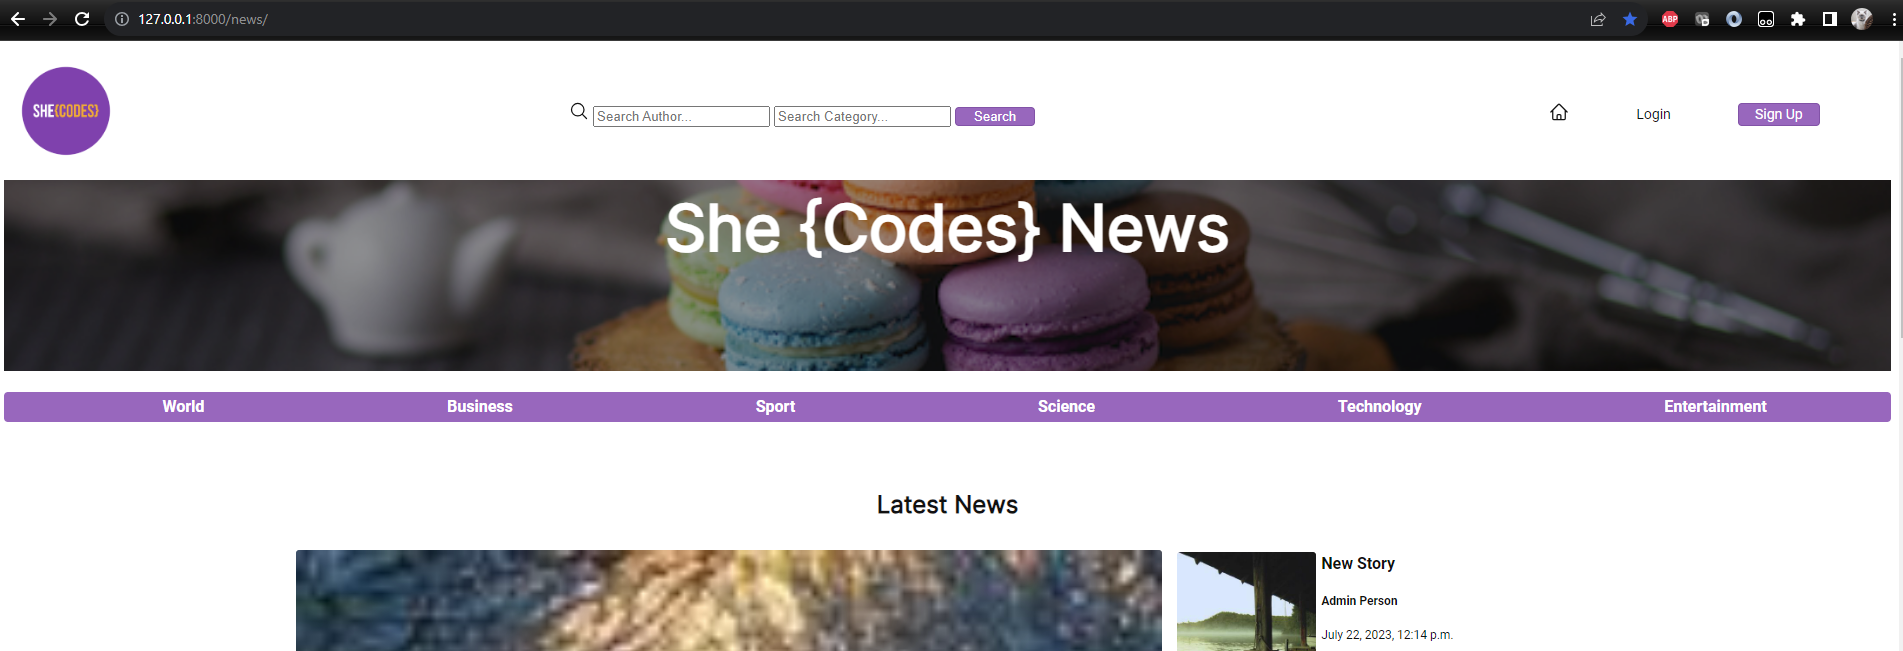 127.0.0.1:8000/news/
ABP
SHE{CODES}
Search Author... Search Category... Search
Login
Sign Up
She {Codes} News
World Business Sport Science Technology Entertainment
Latest News
New Story
Admin Person
July 22, 2023, 12:14 p.m.